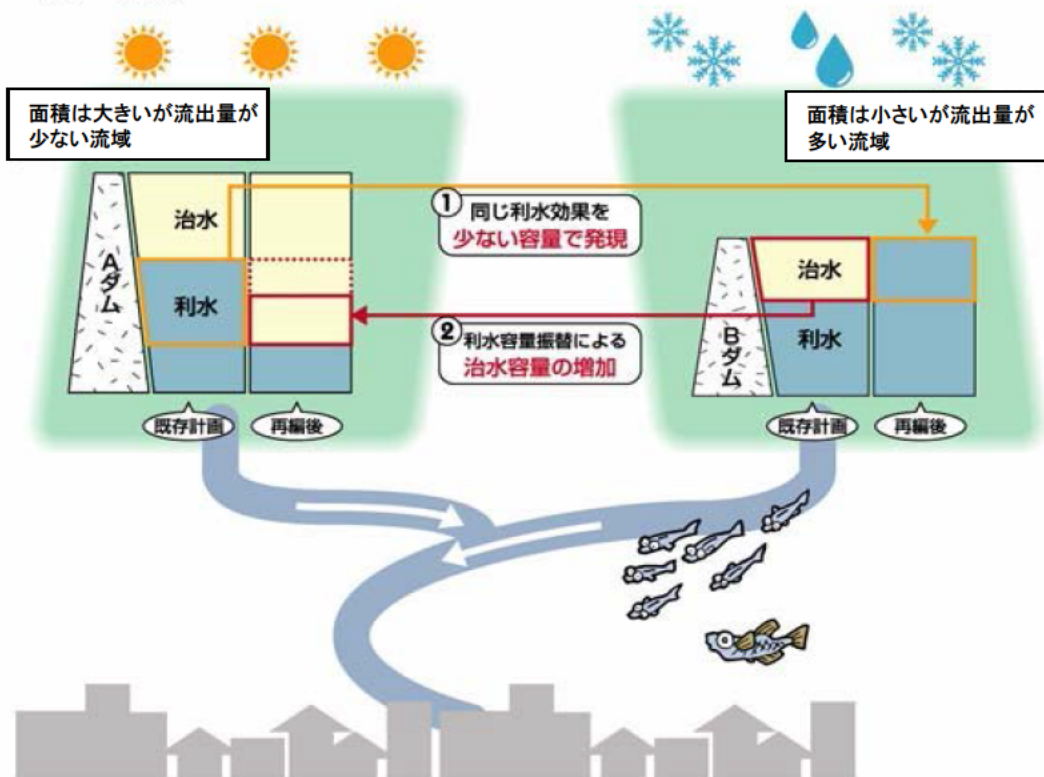 面積は大きいが流出量が
少ない流域
面積は小さいが流出量が
多い流域
① 同じ利水効果を
少ない容量で発現
治水
Aダム
利水
② 利水容量振替による
治水容量の増加
治水
Bダム
利水
既存計画
再編後
既存計画
再編後